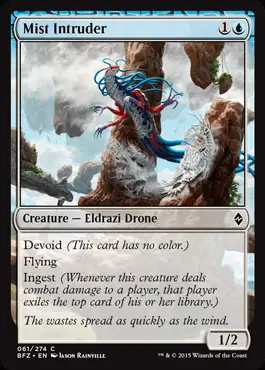 Mist Intruder 1
Creature — Eldrazi Drone
Devoid (This card has no color.)
Flying
Ingest (Whenever this creature deals
combat damage to a player, that player
exiles the top card of his or her library.)
The wastes spread as quickly as the wind.
1/2
061/274 C
BFZ • EN JASON RAINVILLE
™ & © 2015 Wizards of the Coast